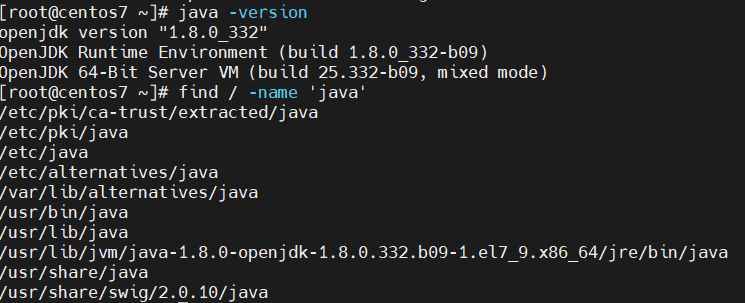 [root@centos7 ~]# java -version
openjdk version "1.8.0_332"
OpenJDK Runtime Environment (build 1.8.0_332-b09)
OpenJDK 64-Bit Server VM (build 25.332-b09, mixed mode)
[root@centos7 ~]# find / -name 'java'
/etc/pki/ca-trust/extracted/java
/etc/pki/java
/etc/java
/etc/alternatives/java
/var/lib/alternatives/java
/usr/bin/java
/usr/lib/java
/usr/lib/jvm/java-1.8.0-openjdk-1.8.0.332.b09-1.el7_9.x86_64/jre/bin/java
/usr/share/java
/usr/share/swig/2.0.10/java